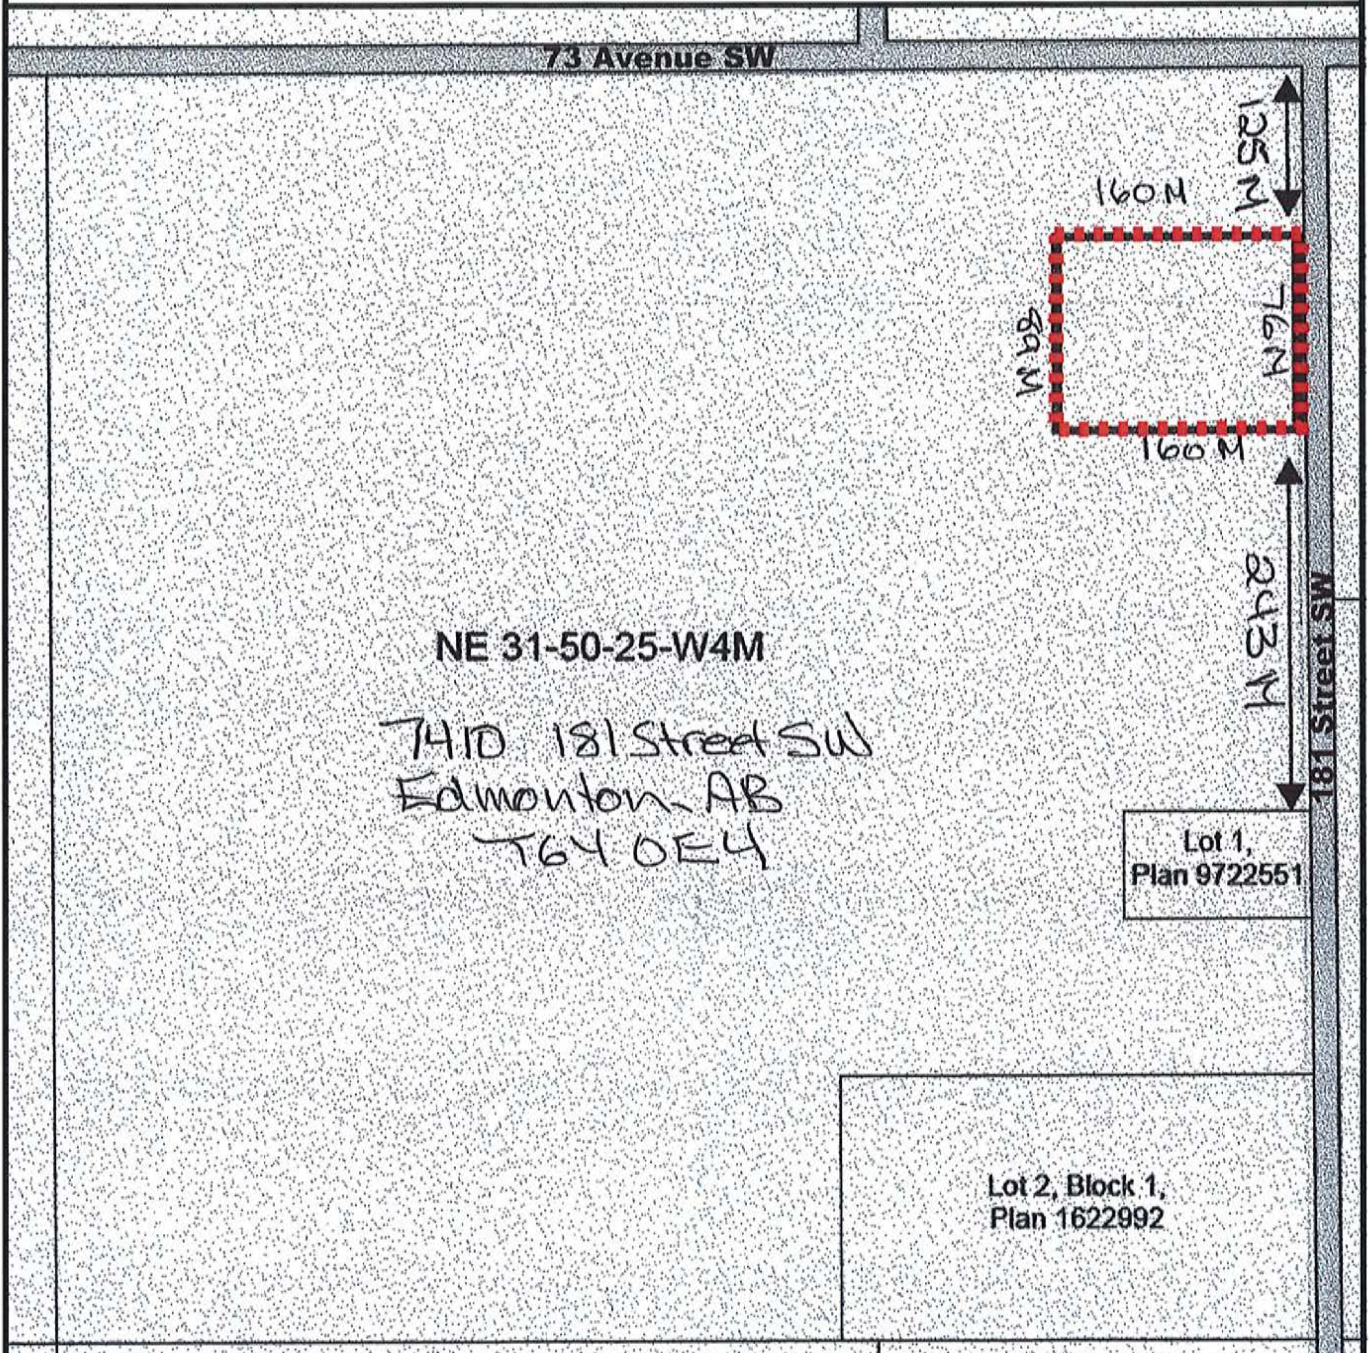 73 Avenue SW
125 M
160 M
76 M
89 M
160 M
243 M
181 Street SW
NE 31-50-25-W4M
7410 181 Street SW
Edmonton, AB
T6Y 0E4
Lot 1,
Plan 9722551
Lot 2, Block 1,
Plan 1622992